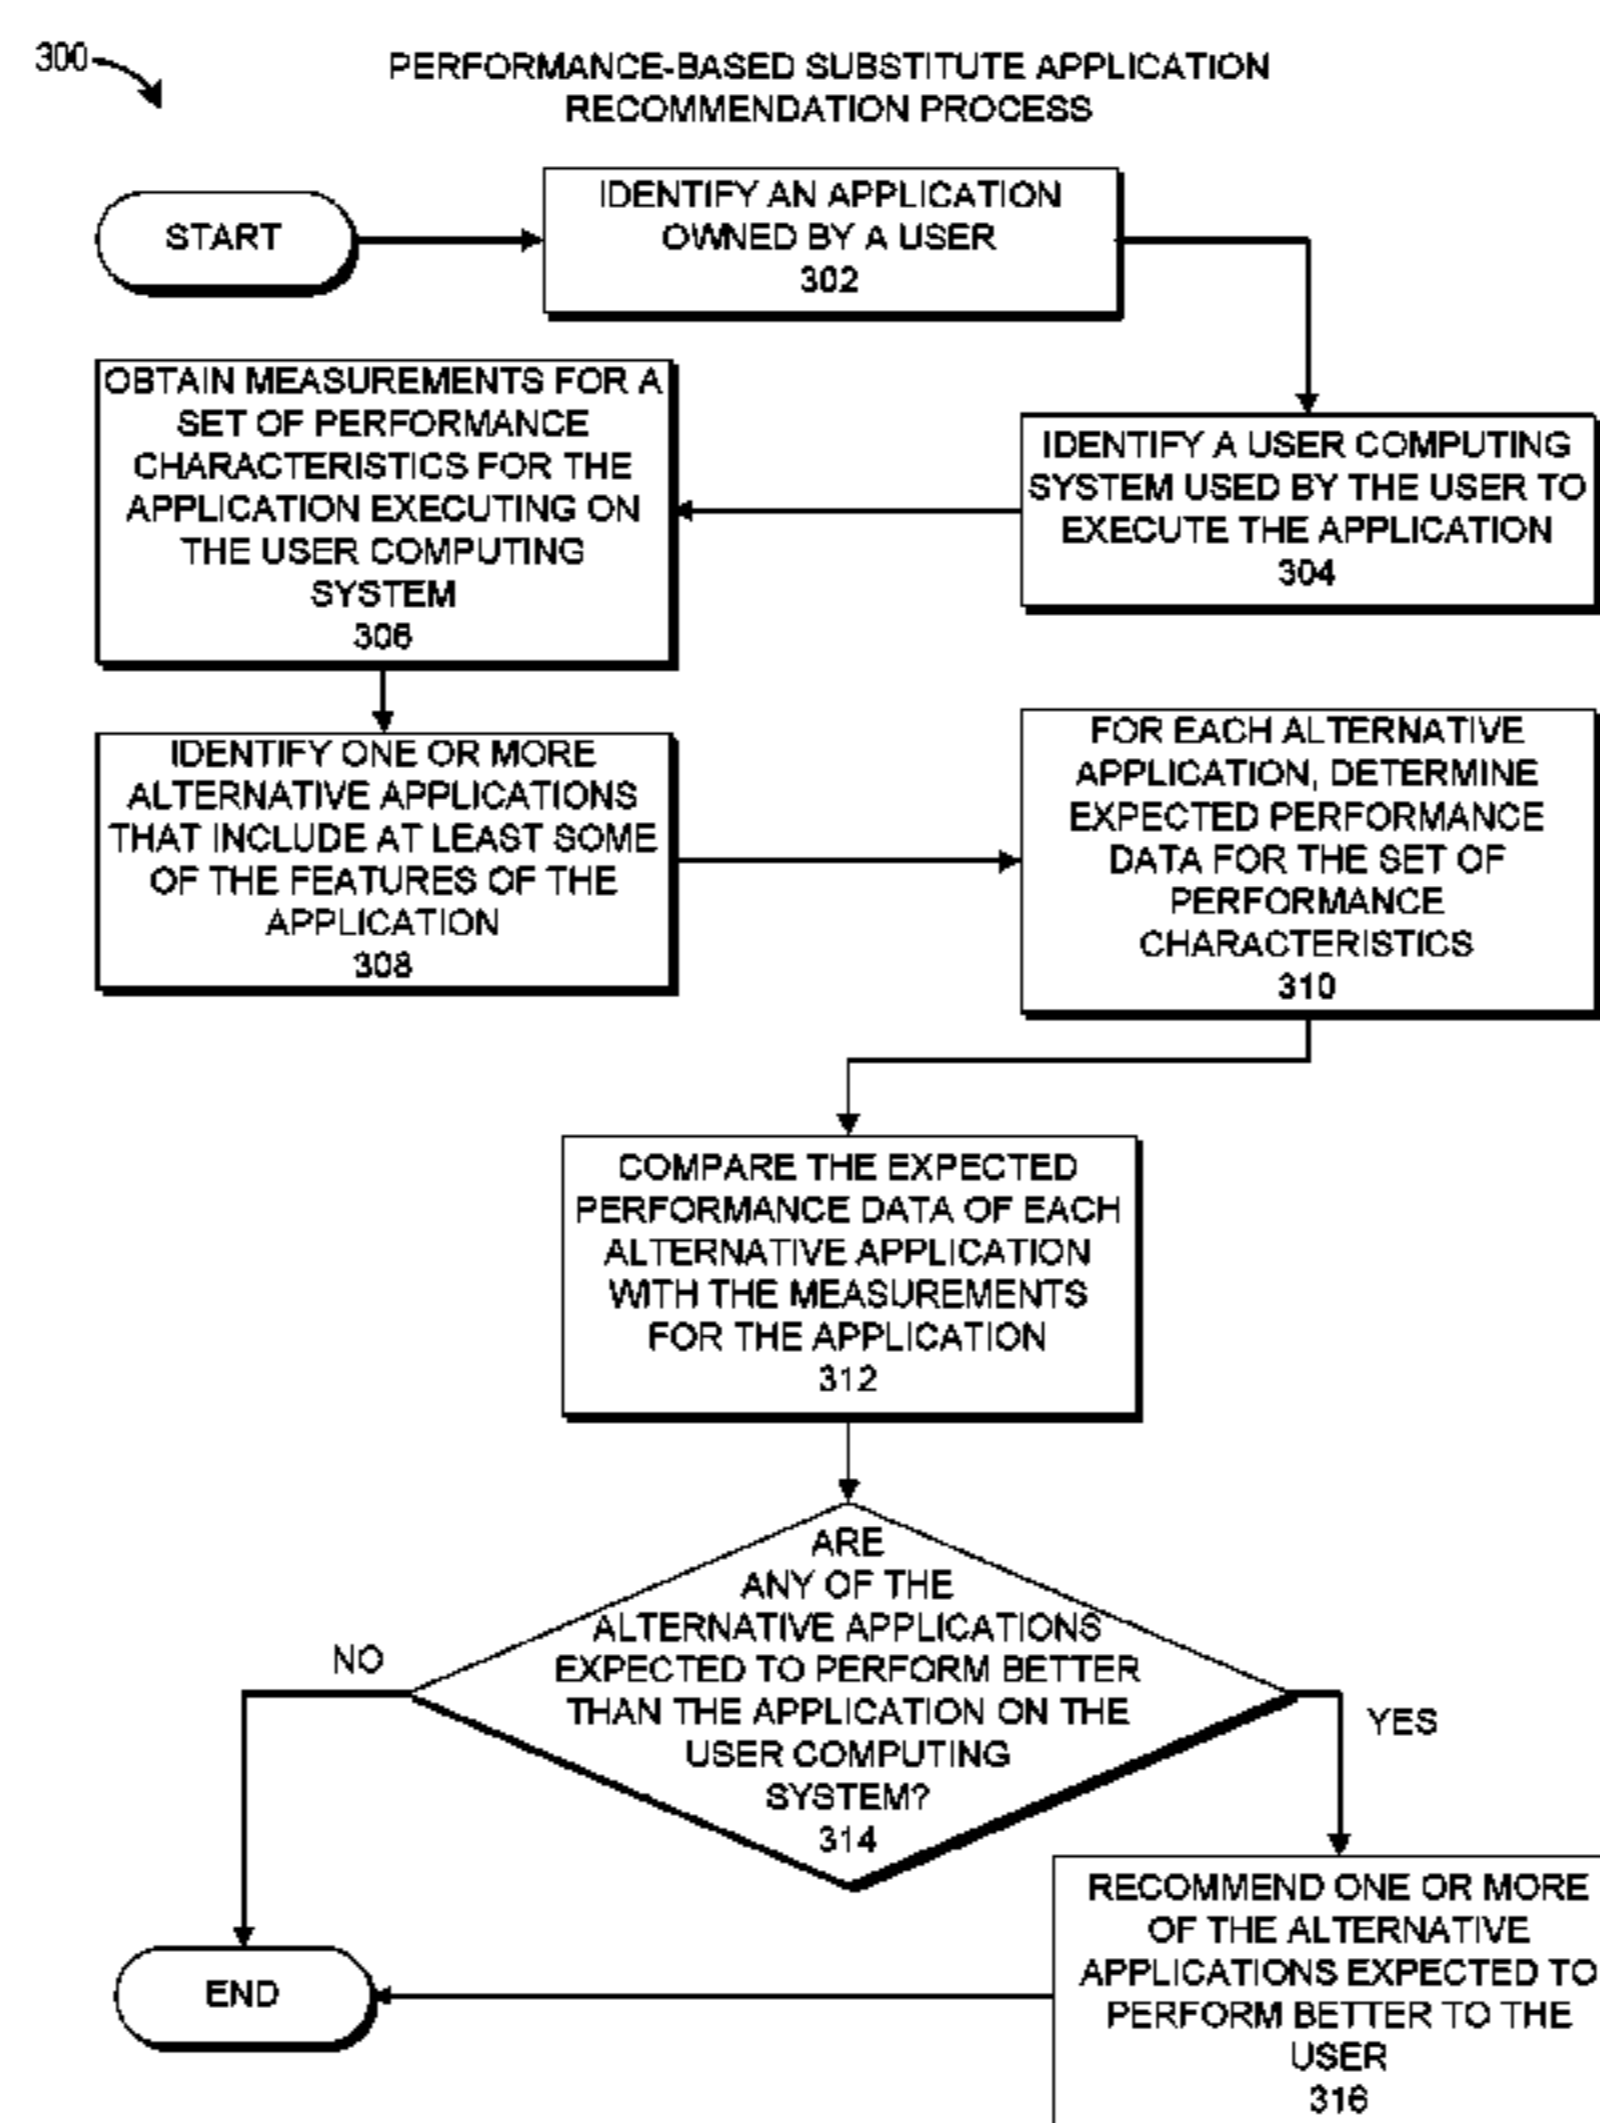 300
PERFORMANCE-BASED SUBSTITUTE APPLICATION
RECOMMENDATION PROCESS
START
IDENTIFY AN APPLICATION
OWNED BY A USER
302
IDENTIFY A USER COMPUTING
SYSTEM USED BY THE USER TO
EXECUTE THE APPLICATION
304
OBTAIN MEASUREMENTS FOR A
SET OF PERFORMANCE
CHARACTERISTICS FOR THE
APPLICATION EXECUTING ON
THE USER COMPUTING
SYSTEM
306
IDENTIFY ONE OR MORE
ALTERNATIVE APPLICATIONS
THAT INCLUDE AT LEAST SOME
OF THE FEATURES OF THE
APPLICATION
308
FOR EACH ALTERNATIVE
APPLICATION, DETERMINE
EXPECTED PERFORMANCE
DATA FOR THE SET OF
PERFORMANCE
CHARACTERISTICS
310
COMPARE THE EXPECTED
PERFORMANCE DATA OF EACH
ALTERNATIVE APPLICATION
WITH THE MEASUREMENTS
FOR THE APPLICATION
312
ARE
ANY OF THE
ALTERNATIVE APPLICATIONS
EXPECTED TO PERFORM BETTER
THAN THE APPLICATION ON THE
USER COMPUTING
SYSTEM?
314
NO
YES
RECOMMEND ONE OR MORE
OF THE ALTERNATIVE
APPLICATIONS EXPECTED TO
PERFORM BETTER TO THE
USER
316
END